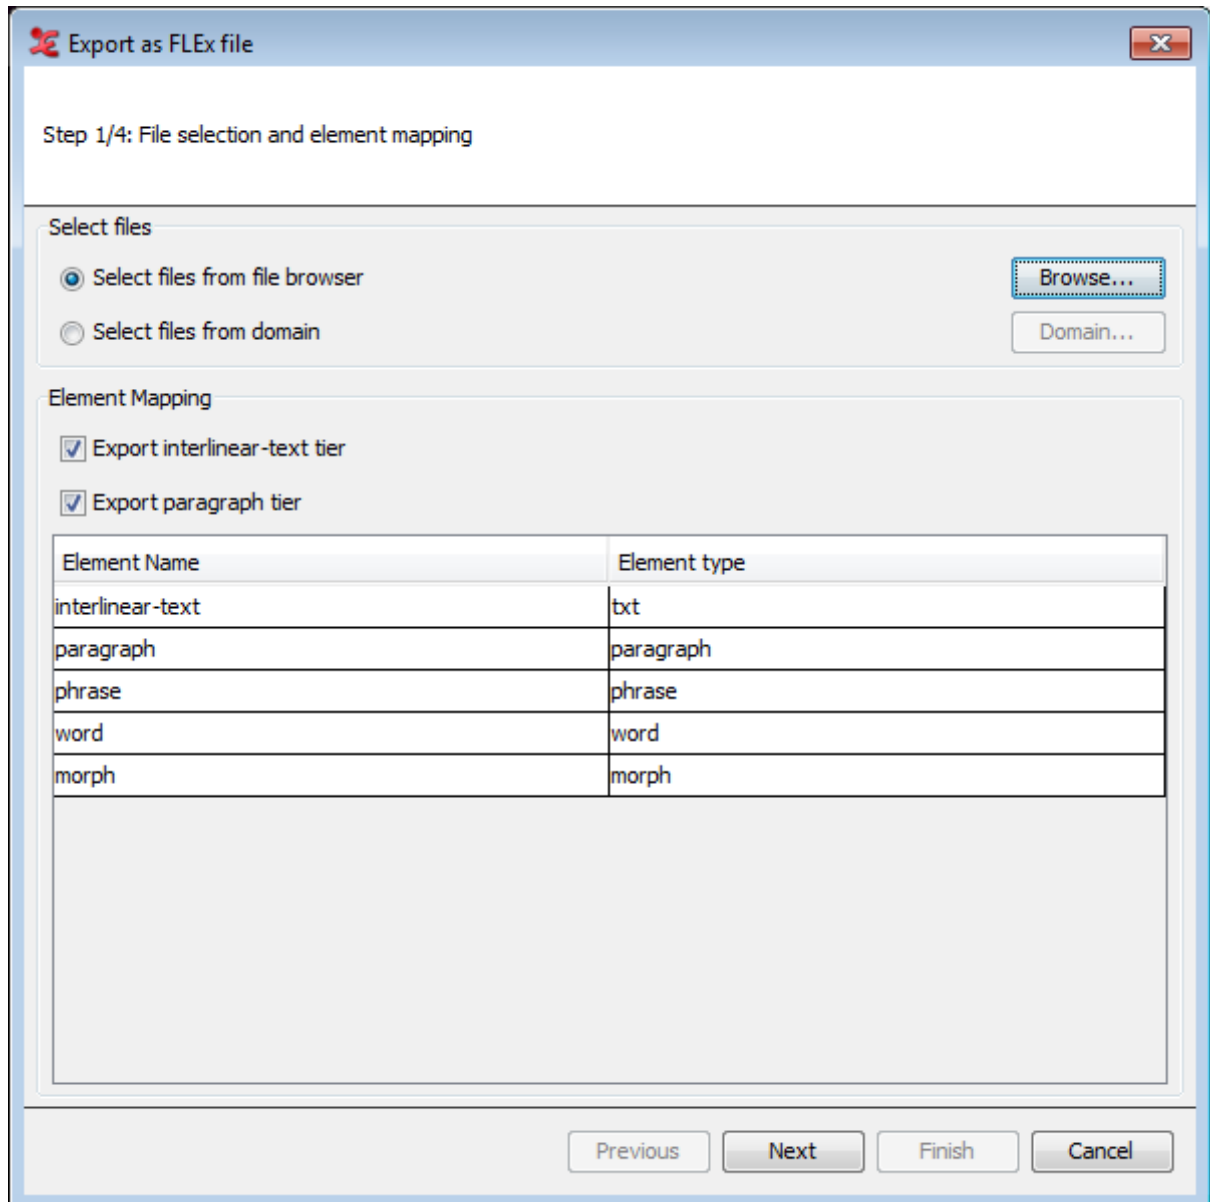 Export as FLEx file
Step 1/4: File selection and element mapping
Select files
Select files from file browser
Browse...
Select files from domain
Domain...
Element Mapping
Export interlinear-text tier
Export paragraph tier
Element Name Element type
interlinear-text txt
paragraph paragraph
phrase phrase
word word
morph morph
Previous Next Finish Cancel